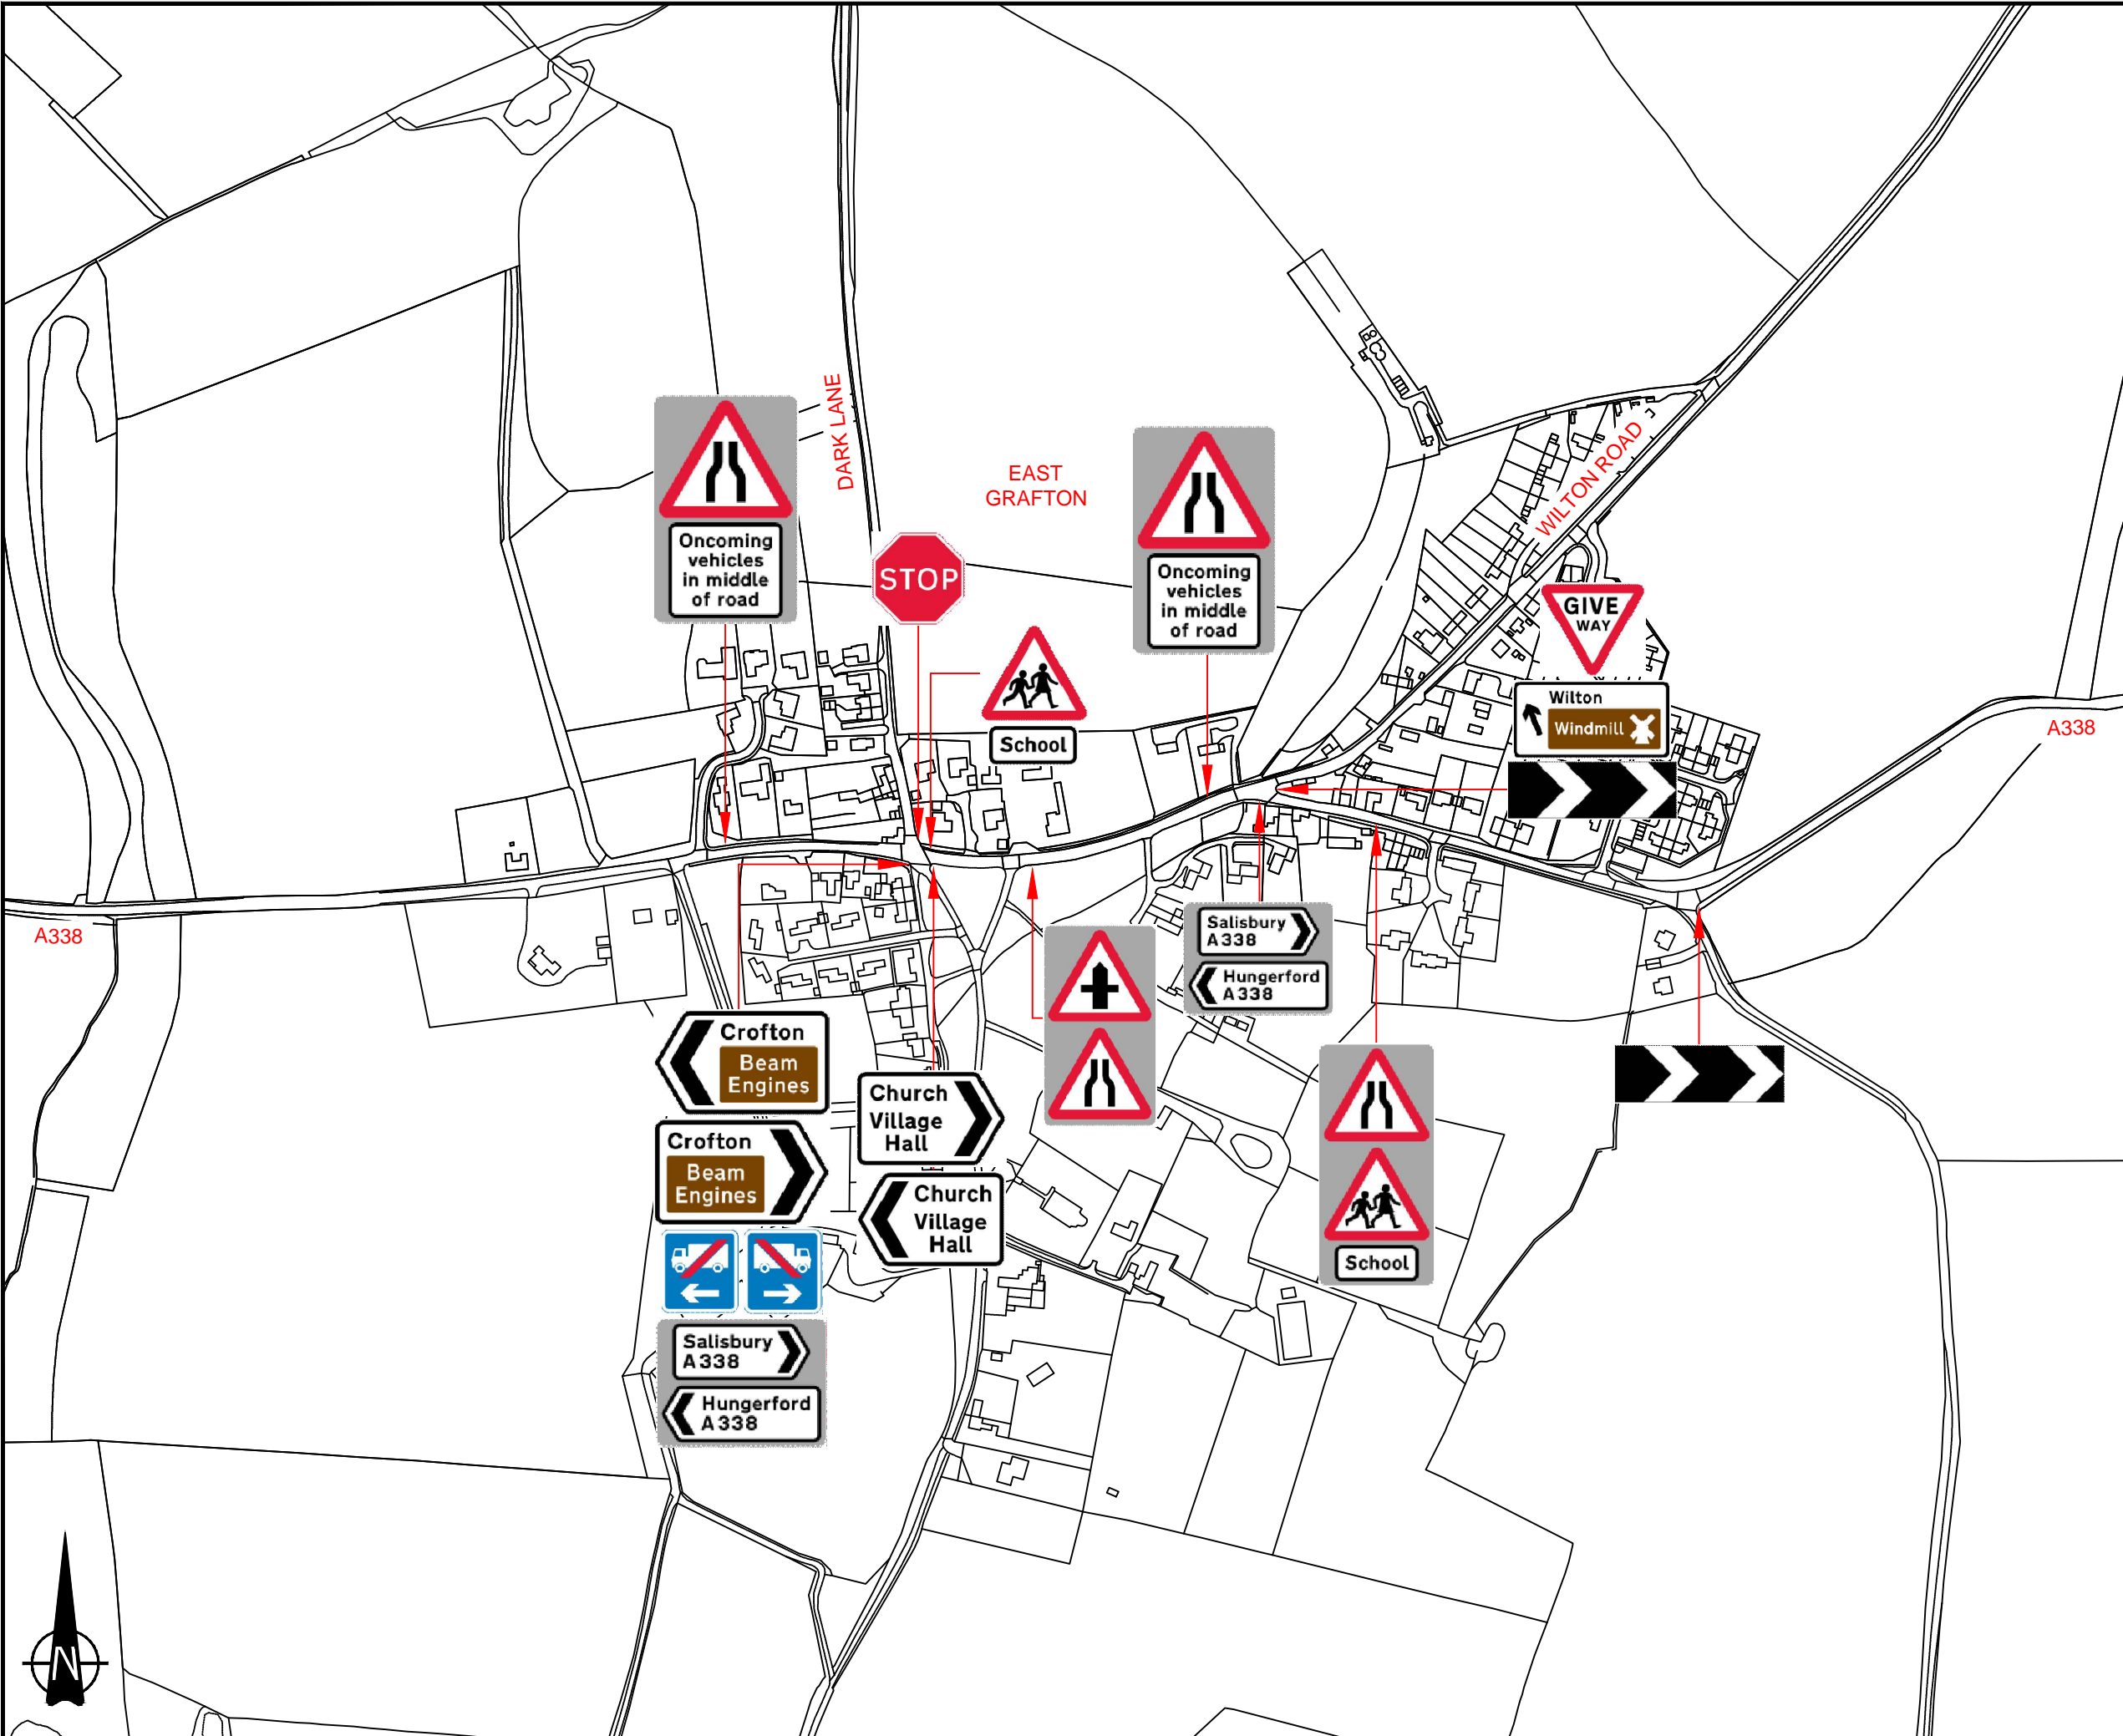 DARK LANE
EAST
GRAFTON
WILTON ROAD
Oncoming
vehicles
in middle
of road
STOP
Oncoming
vehicles
in middle
of road
School
GIVE
WAY
Wilton
Windmill
A338
A338
Salisbury
A338
Hungerford
A338
Crofton
Beam
Engines
Church
Village
Hall
Crofton
Beam
Engines
Church
Village
Hall
School
Salisbury
A338
Hungerford
A338
N